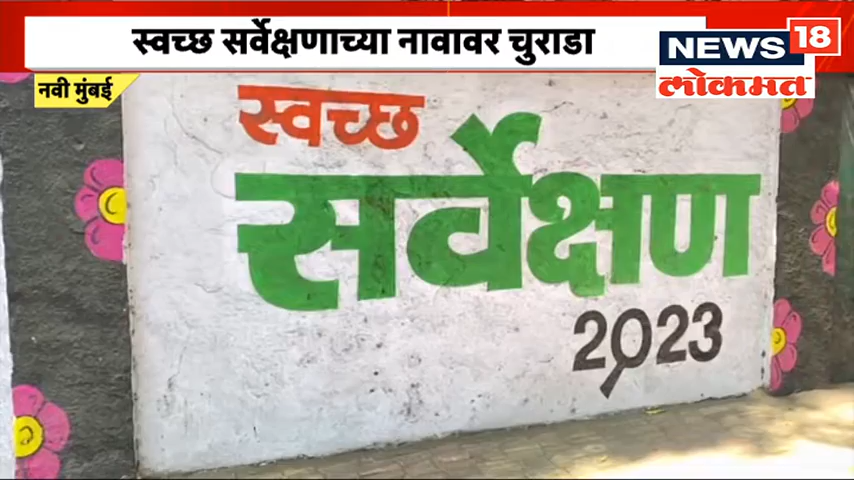 स्वच्छ सर्वेक्षणाच्या नावावर चुराडा
NEWS 18
लोकमत
नवी मुंबई
स्वच्छ
सर्वेक्षण
2023